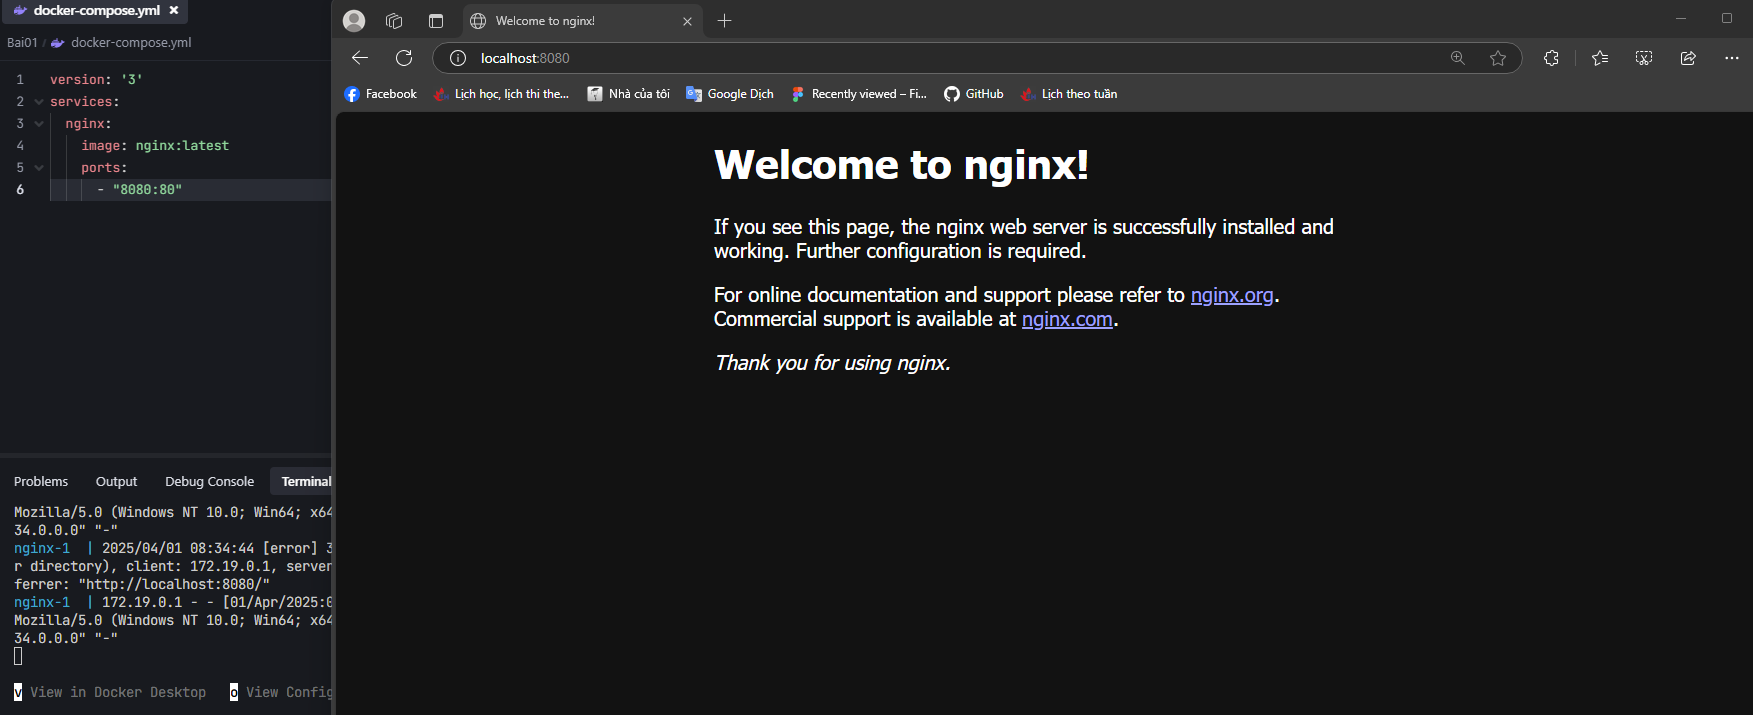 docker-compose.yml
Bai01 / docker-compose.yml
1 version: '3'
2 services:
3 nginx:
4 image: nginx:latest
5 ports:
6 - "8080:80"
Problems Output Debug Console Terminal
Mozilla/5.0 (Windows NT 10.0; Win64; x64
34.0.0.0" "-"
nginx-1 | 2025/04/01 08:34:44 [error] 3
r directory), client: 172.19.0.1, server
ferrer: "http://localhost:8080/"
nginx-1 | 172.19.0.1 - - [01/Apr/2025:0
Mozilla/5.0 (Windows NT 10.0; Win64; x64
34.0.0.0" "-"
v View in Docker Desktop o View Config
Welcome to nginx!
localhost:8080
Facebook Lịch học, lịch thi the... Nhà của tôi Google Dịch Recently viewed – Fi... GitHub Lịch theo tuần
Welcome to nginx!
If you see this page, the nginx web server is successfully installed and
working. Further configuration is required.
For online documentation and support please refer to nginx.org.
Commercial support is available at nginx.com.
Thank you for using nginx.